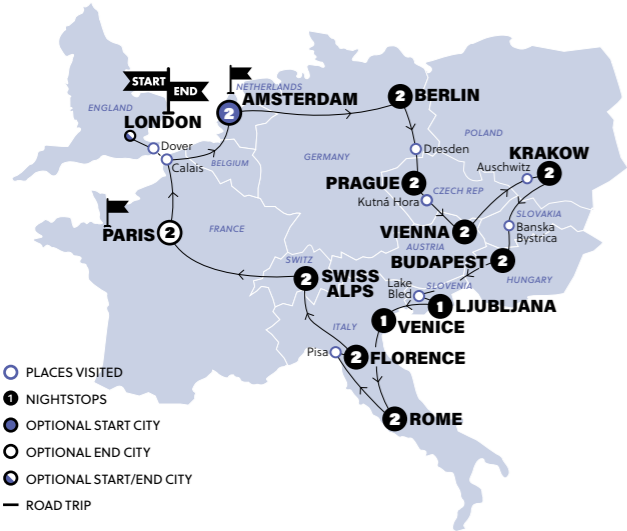 START
END
ENGLAND
LONDON
Dover
Calais
NETHERLANDS
2
AMSTERDAM
BELGIUM
2
BERLIN
GERMANY
Dresden
POLAND
KRAKOW
Auschwitz
2
PRAGUE
2
CZECH REP
Kutná Hora
SLOVAKIA
Banska
Bystrica
VIENNA
2
AUSTRIA
BUDAPEST
2
HUNGARY
PARIS
2
FRANCE
SWITZ
2
SWISS
ALPS
Lake
Bled
SLOVENIA
1
LJUBLJANA
1
VENICE
ITALY
Pisa
2
FLORENCE
2
ROME
PLACES VISITED
1 NIGHTSTOPS
OPTIONAL START CITY
OPTIONAL END CITY
OPTIONAL START/END CITY
ROAD TRIP